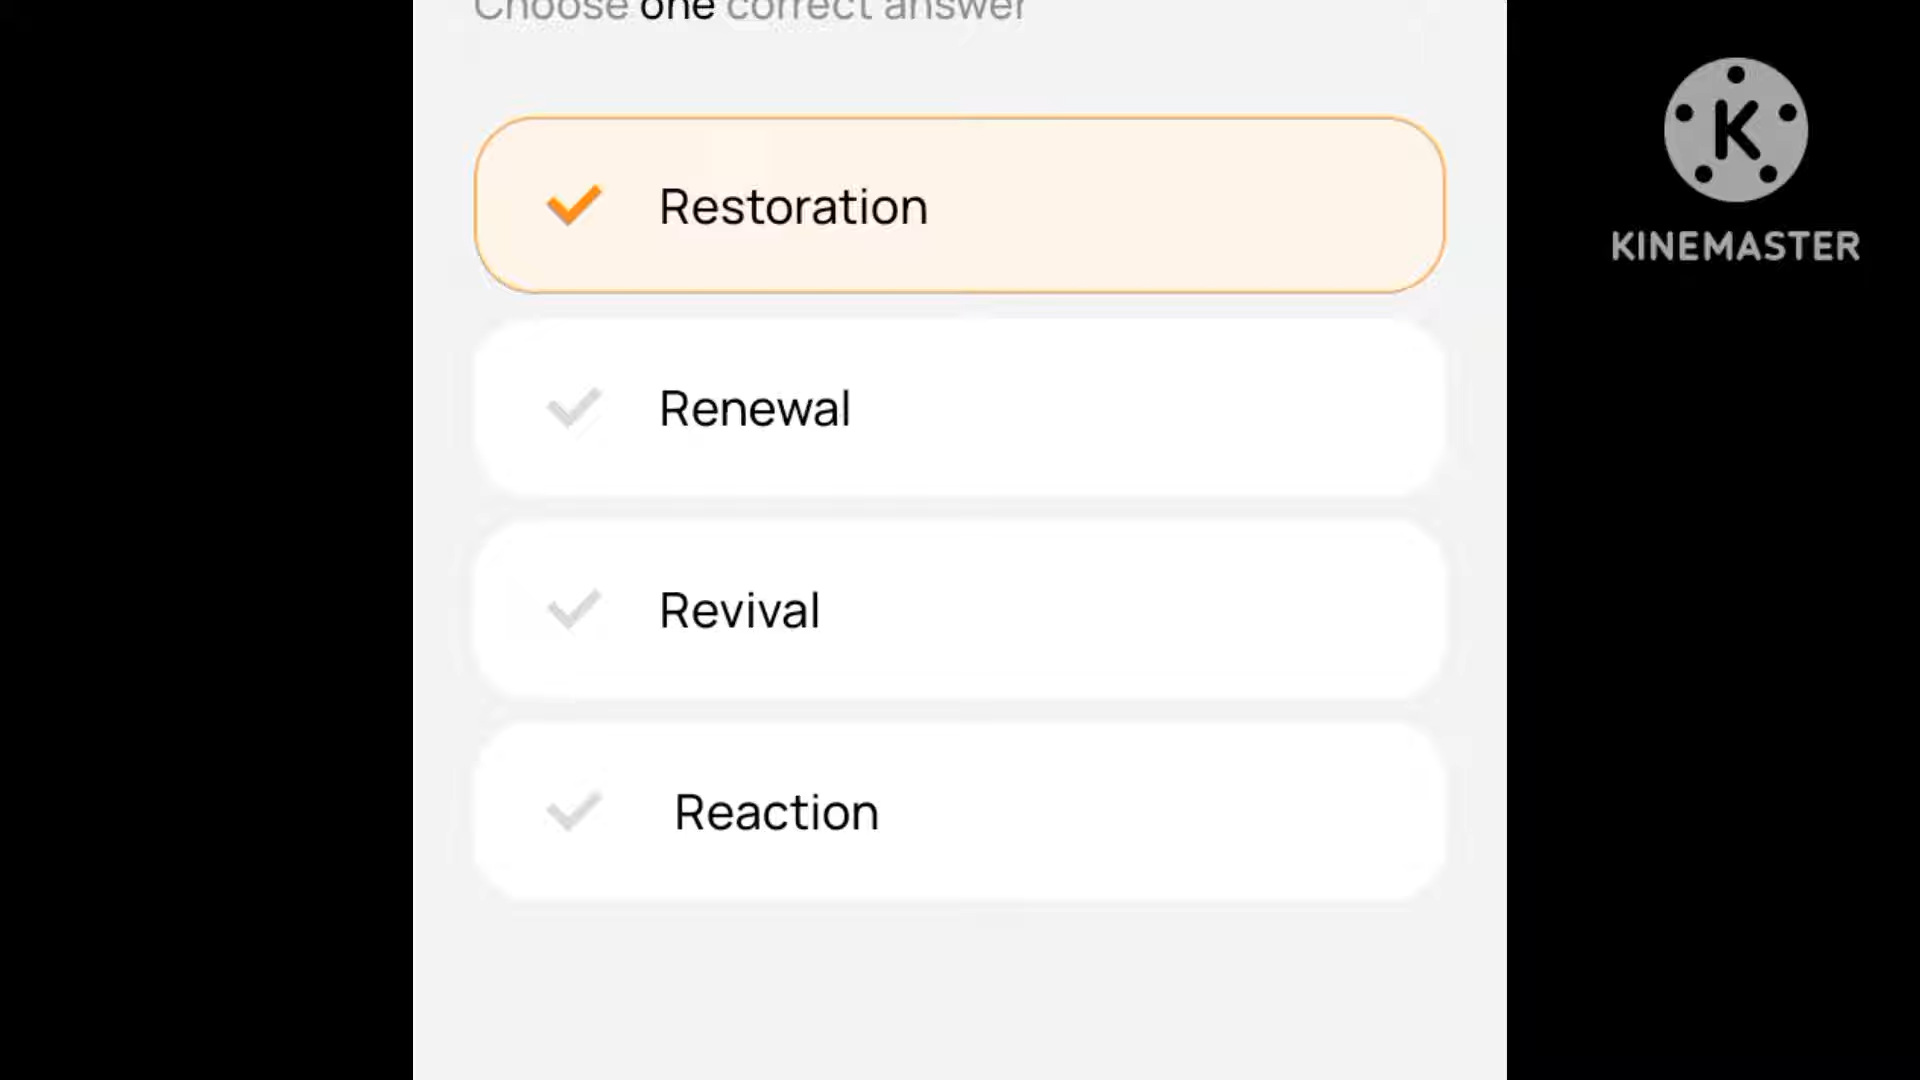 Choose one correct answer
Restoration
Renewal
Revival
Reaction
K
KINEMASTER